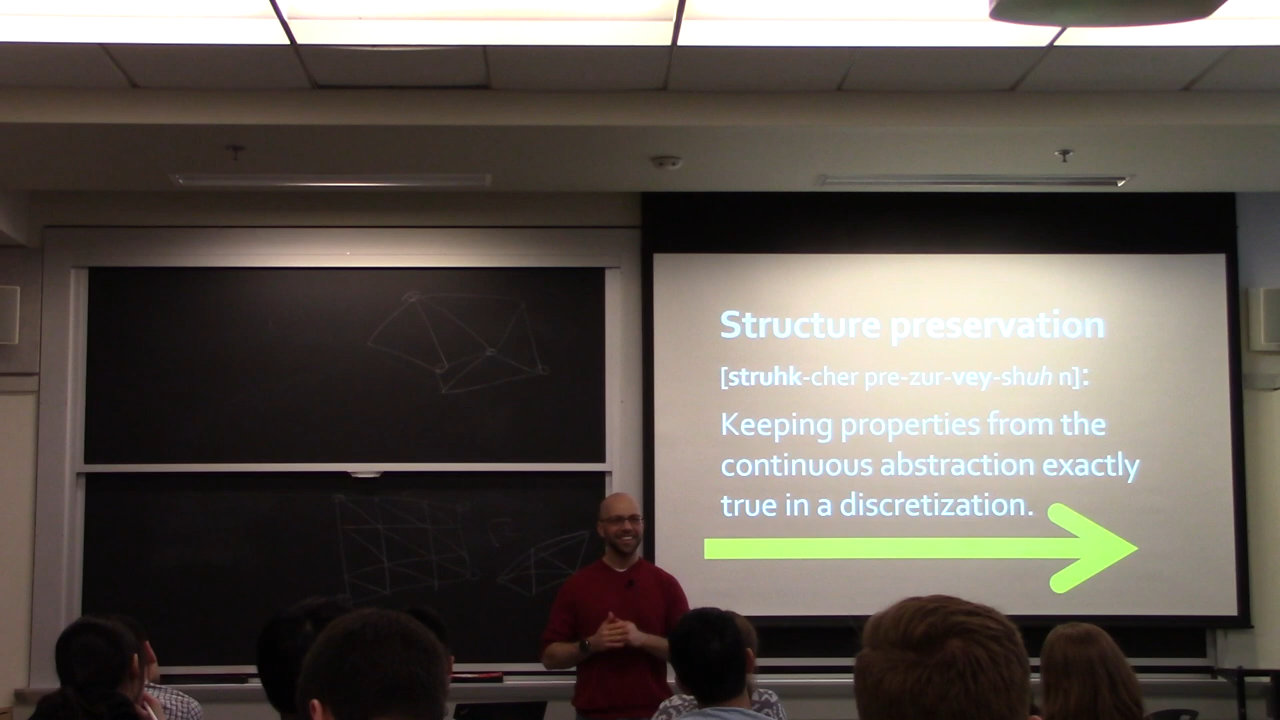 Structure preservation
[struhk-cher pre-zur-vey-shuh n]:
Keeping properties from the
continuous abstraction exactly
true in a discretization.